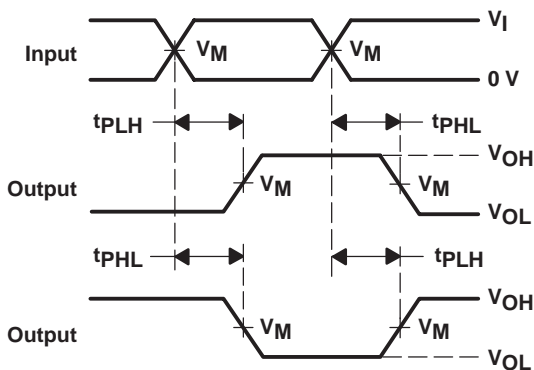 VI
Input VM VM
0 V
tPLH tPHL
VOH
Output VM VM
VOL
tPHL tPLH
VOH
Output VM VM
VOL